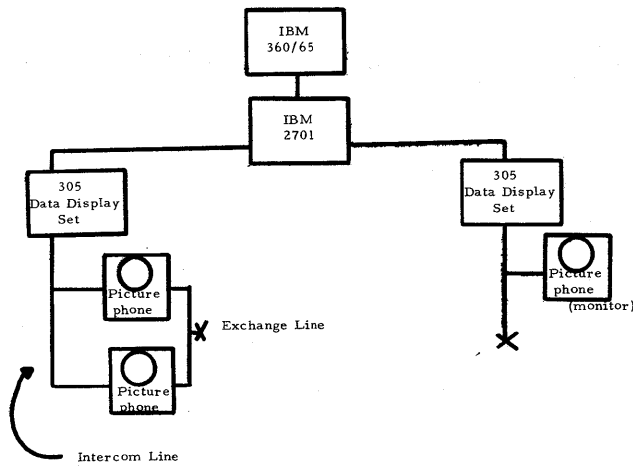 IBM
360/65
IBM
2701
305
Data Display
Set
305
Data Display
Set
Picture
phone
(monitor)
Picture
phone
Exchange Line
Picture
phone
Intercom Line